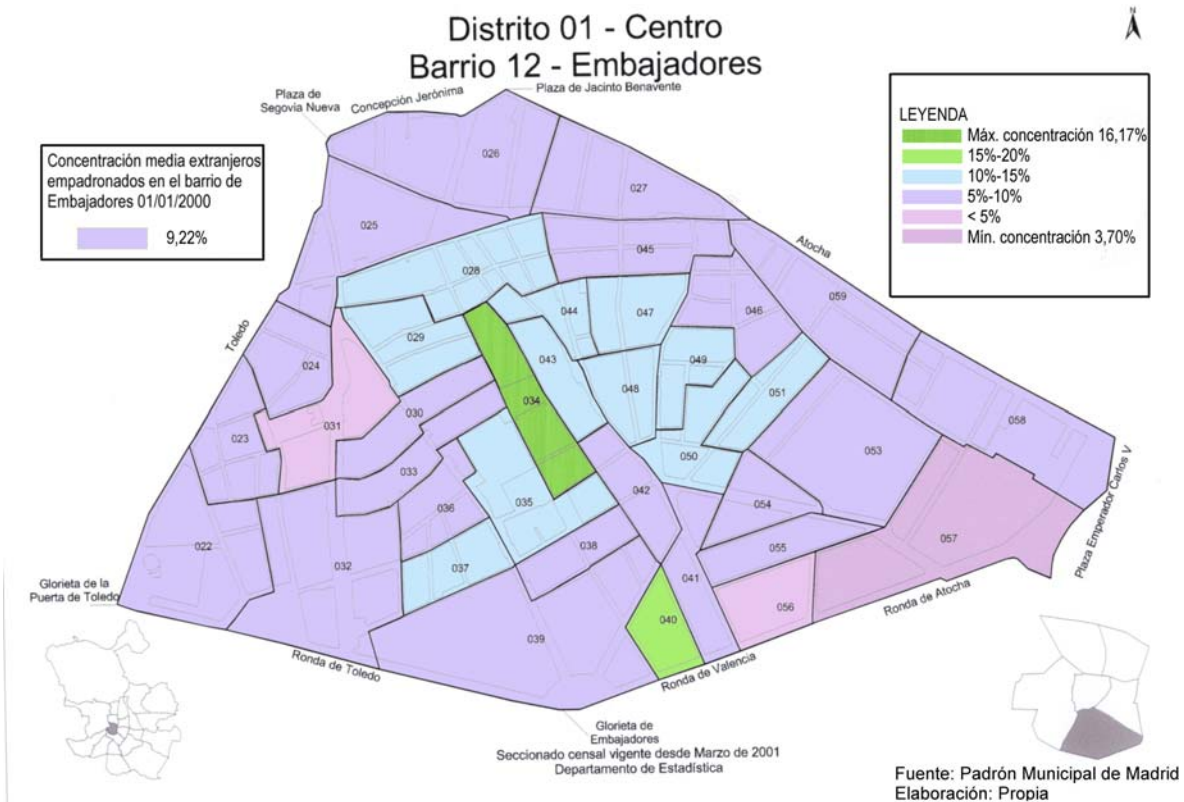 N
Distrito 01 - Centro
Barrio 12 - Embajadores
Plaza de
Segovia Nueva
Concepción Jerónima
Plaza de Jacinto Benavente
Concentración media extranjeros
empadronados en el barrio de
Embajadores 01/01/2000
9,22%
LEYENDA
Máx. concentración 16,17%
15%-20%
10%-15%
5%-10%
< 5%
Mín. concentración 3,70%
026
027
025
045
Atocha
028
059
044
047
046
Toledo
029
043
049
024
048
051
034
030
031
058
023
053
050
033
035
042
054
036
022
038
055
057
032
037
041
Plaza Emperador Carlos V
Glorieta de la
Puerta de Toledo
056
Ronda de Atocha
040
039
Ronda de Toledo
Ronda de Valencia
Glorieta de
Embajadores
Seccionado censal vigente desde Marzo de 2001
Departamento de Estadística
Fuente: Padrón Municipal de Madrid
Elaboración: Propia